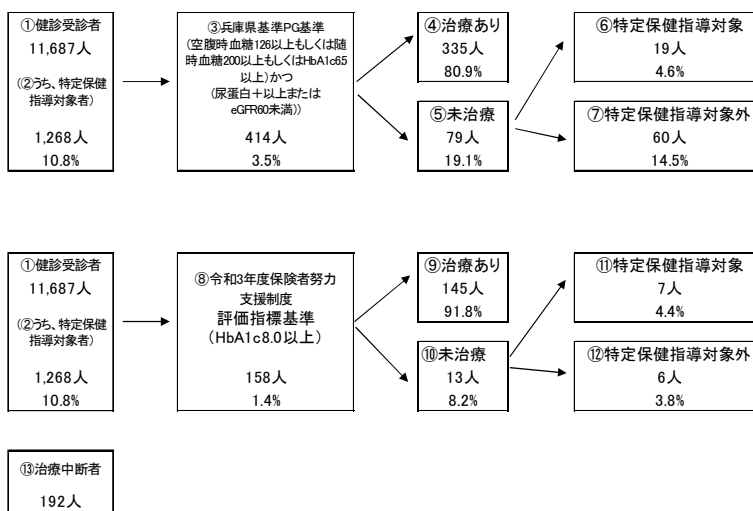 ①健診受診者
11,687人
(②うち、特定保健
指導対象者)
1,268人
10.8%
③兵庫県基準PG基準
(空腹時血糖126以上もしくは随
時血糖200以上もしくはHbA1c6.5
以上)かつ
(尿蛋白+以上または
eGFR60未満))
414人
3.5%
④治療あり
335人
80.9%
⑤未治療
79人
19.1%
⑥特定保健指導対象
19人
4.6%
⑦特定保健指導対象外
60人
14.5%
①健診受診者
11,687人
(②うち、特定保健
指導対象者)
1,268人
10.8%
⑧令和3年度保険者努力
支援制度
評価指標基準
(HbA1c8.0以上)
158人
1.4%
⑨治療あり
145人
91.8%
⑩未治療
13人
8.2%
⑪特定保健指導対象
7人
4.4%
⑫特定保健指導対象外
6人
3.8%
⑬治療中断者
192人